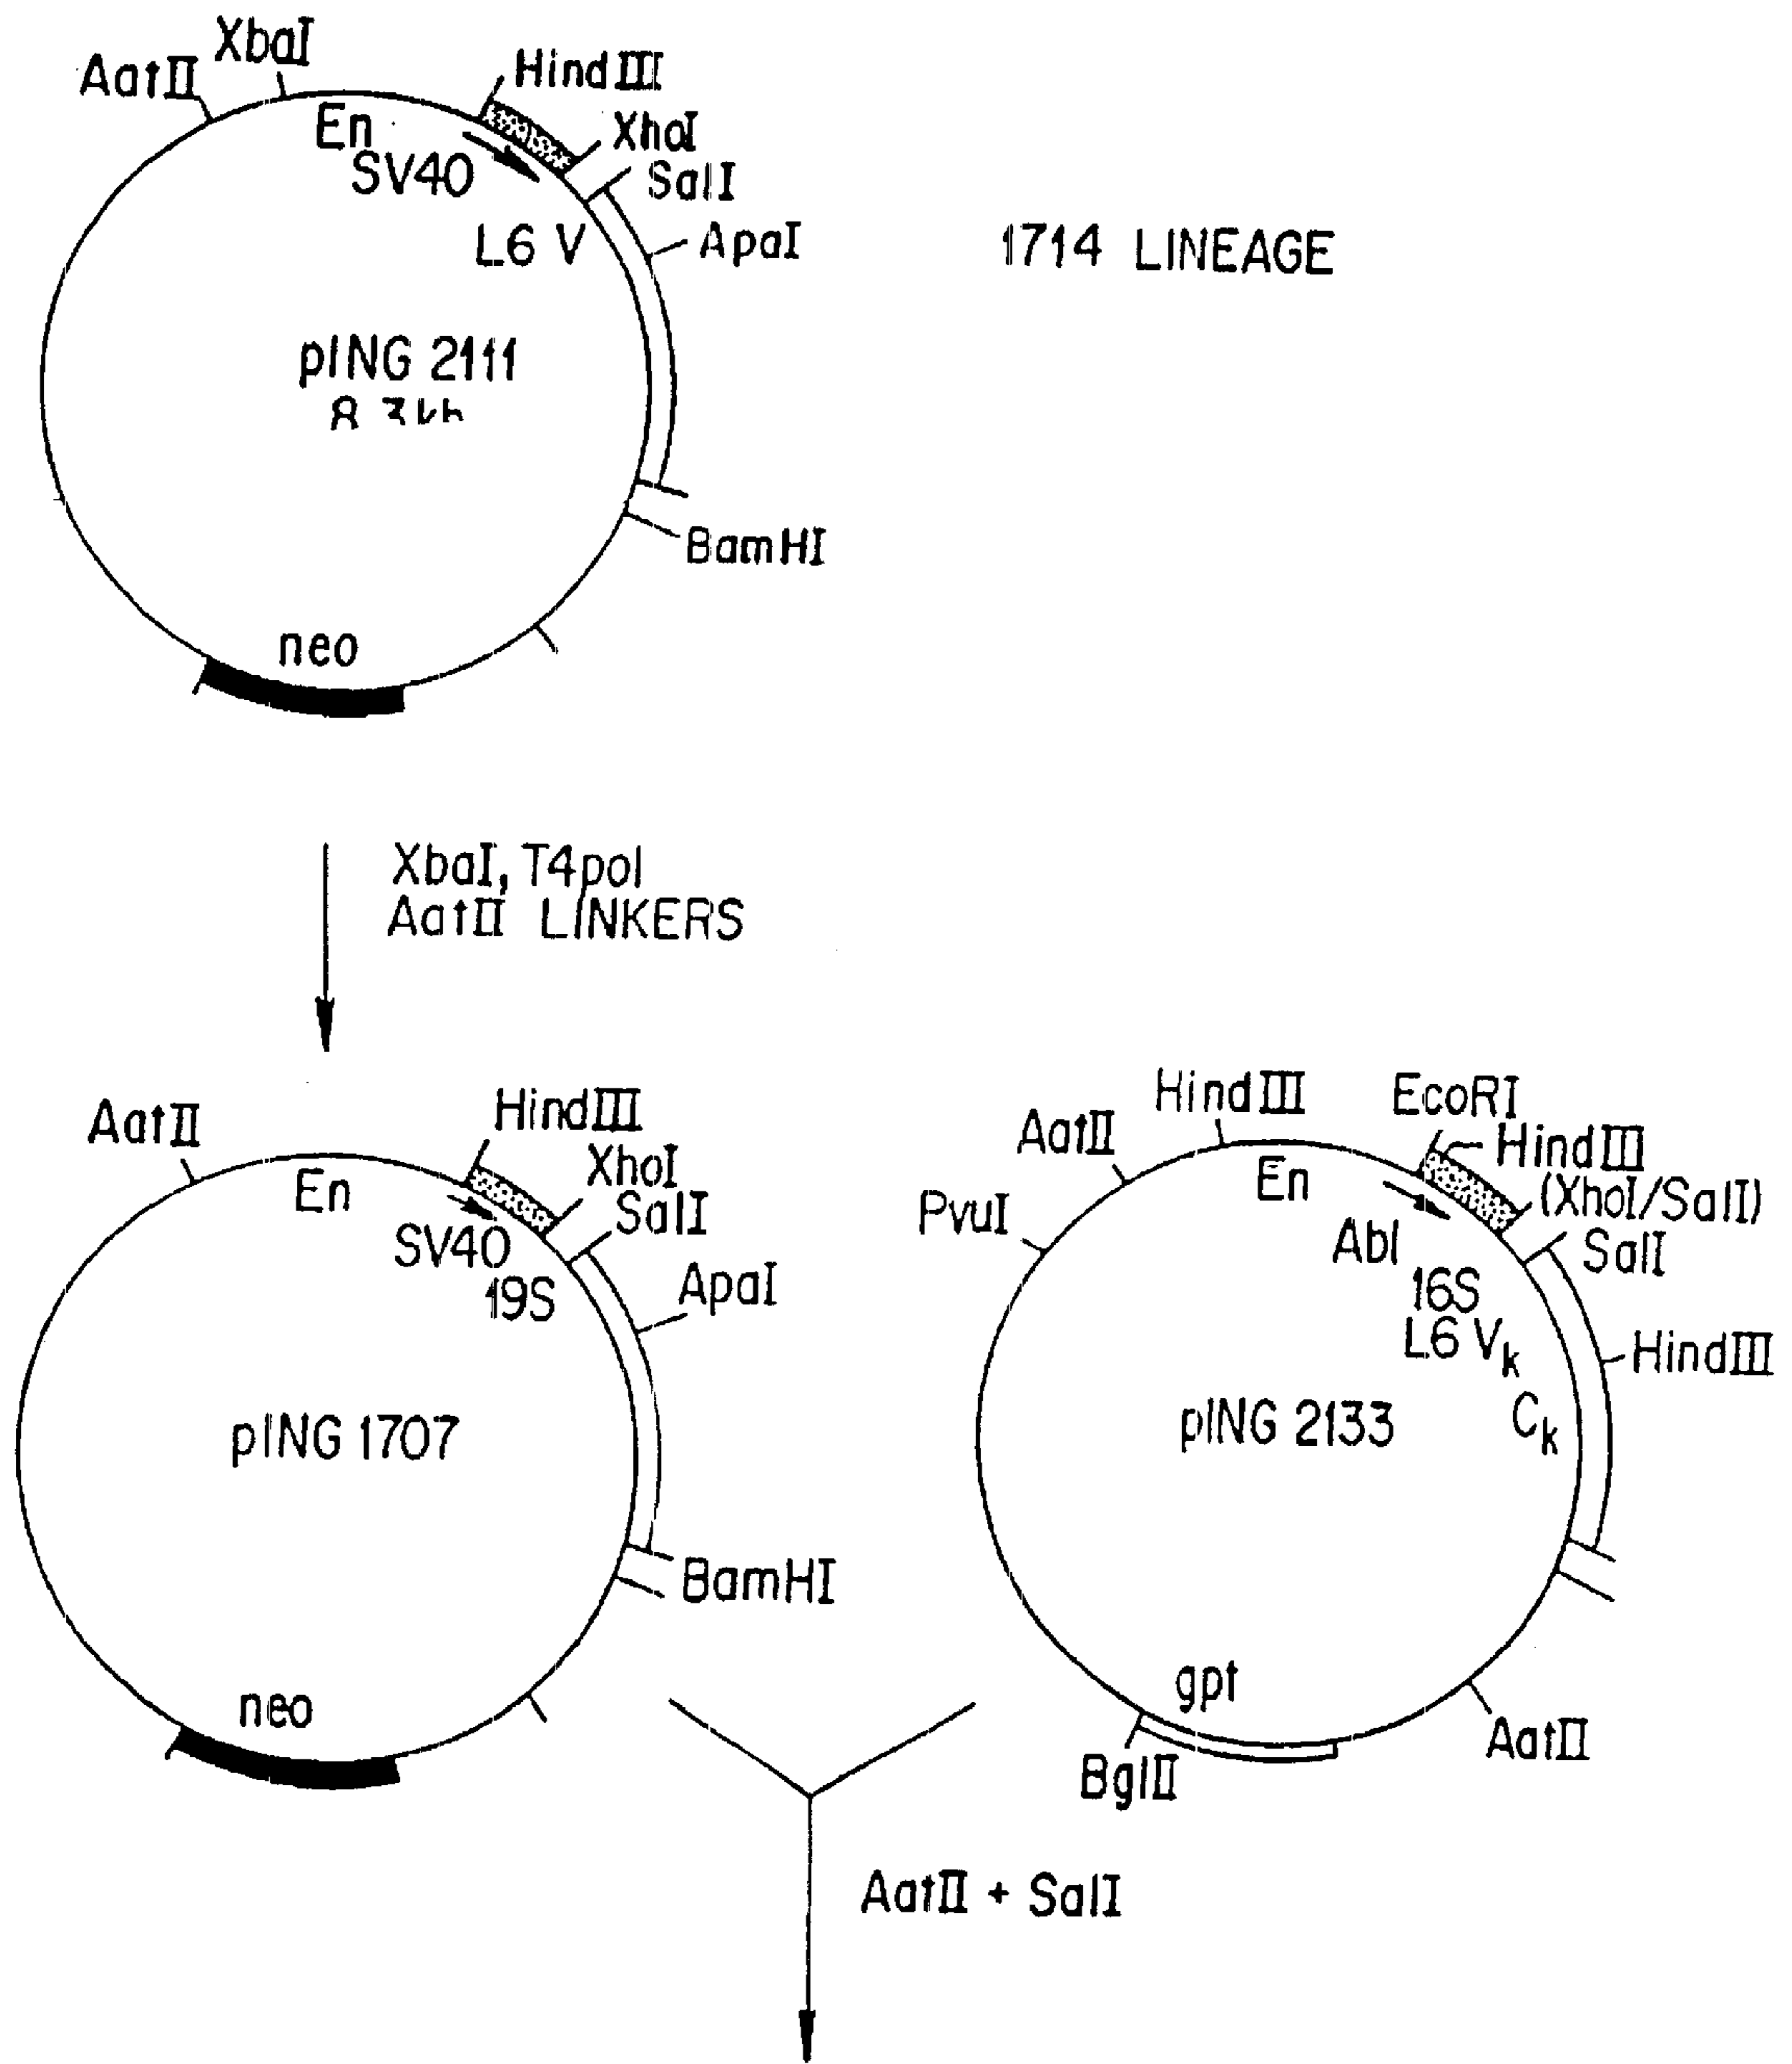 AatII
XbaI
HindIII
XhoI
SalI
ApaI
En
SV40
L6 V
1714 LINEAGE
pING 2111
BamHI
neo
XbaI, T4pol
AatII LINKERS
AatII
HindIII
XhoI
SalI
ApaI
En
SV40
19S
pING 1707
BamHI
neo
PvuI
AatII
HindIII
EcoRI
HindIII
(XhoI/SalI)
SalI
En
Abl
16S
L6 Vk
HindIII
Ck
pING 2133
gpt
BglII
AatII
AatII + SalI